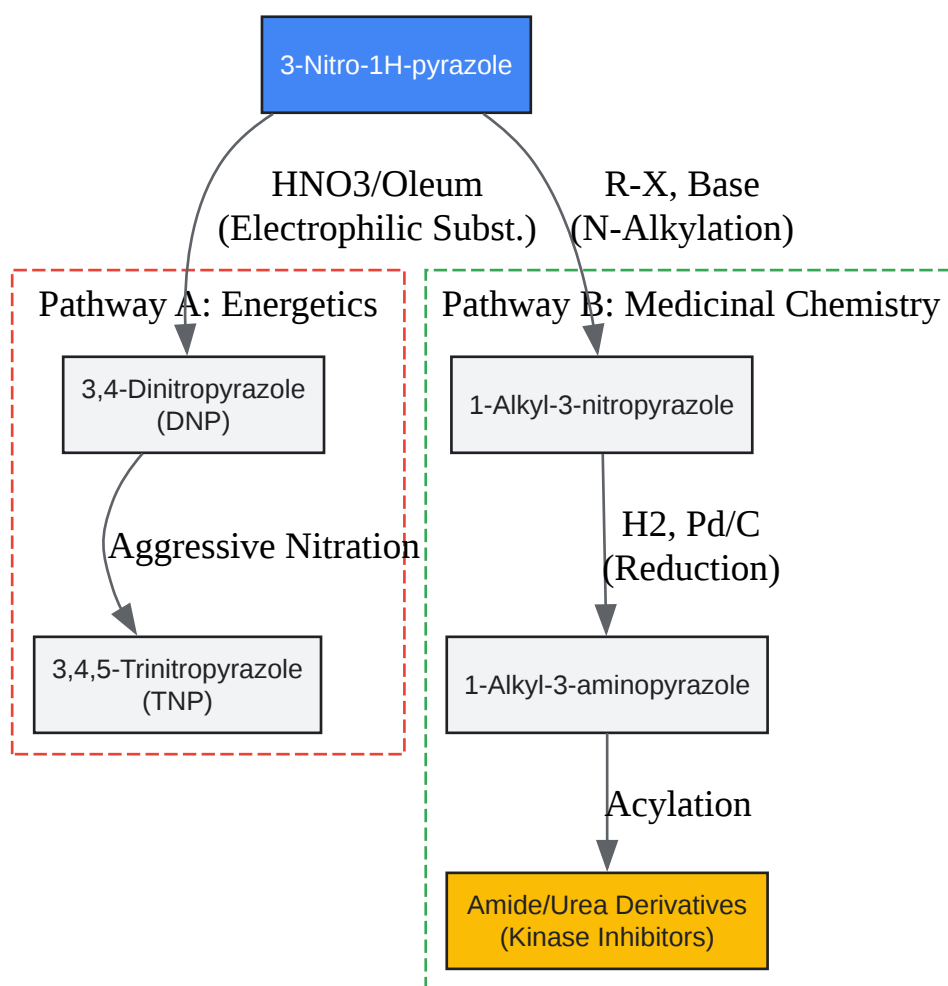 3-Nitro-1H-pyrazole
HNO3/Oleum
(Electrophilic Subst.)
R-X, Base
(N-Alkylation)
Pathway A: Energetics
3,4-Dinitropyrazole
(DNP)
Aggressive Nitration
3,4,5-Trinitropyrazole
(TNP)
Pathway B: Medicinal Chemistry
1-Alkyl-3-nitropyrazole
H2, Pd/C
(Reduction)
1-Alkyl-3-aminopyrazole
Acylation
Amide/Urea Derivatives
(Kinase Inhibitors)